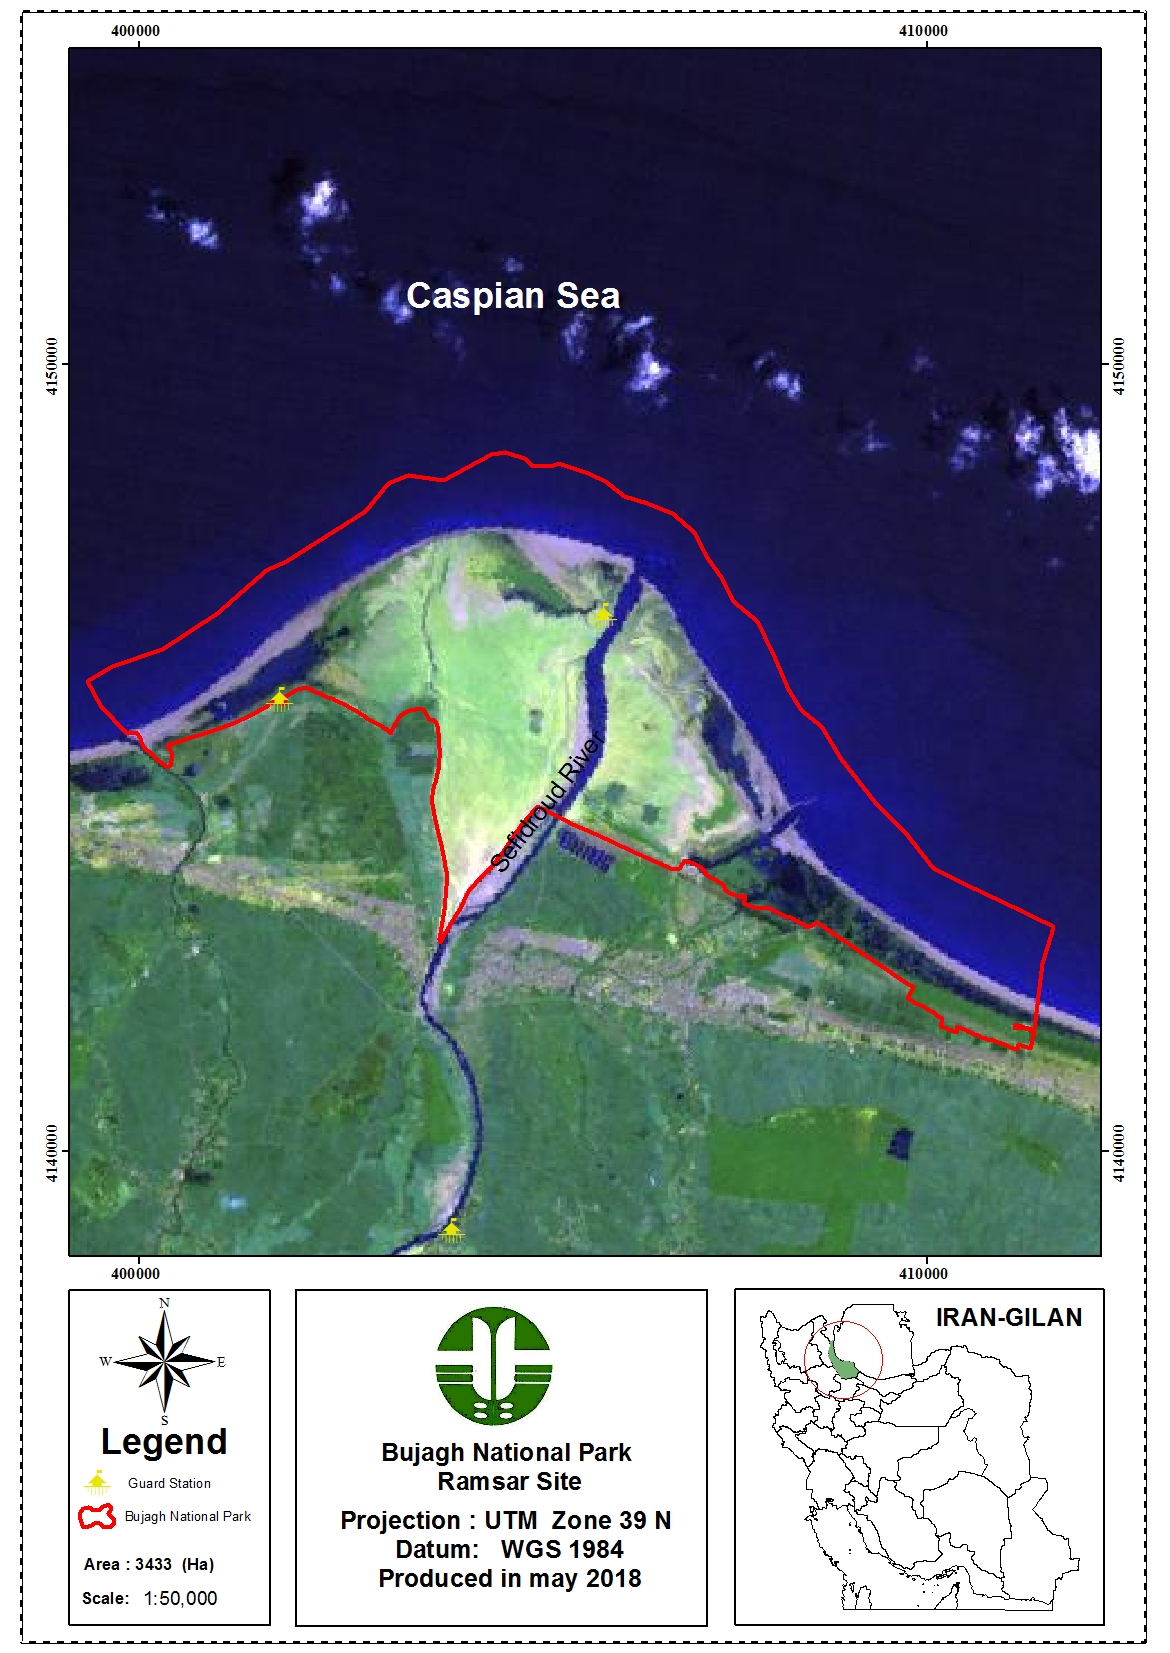 400000
410000
Caspian Sea
4150000
4150000
Sefidroud River
4140000
4140000
400000
410000
N
W
E
S
Legend
Guard Station
Bujagh National Park
Area : 3433 (Ha)
Scale: 1:50,000
Bujagh National Park
Ramsar Site
Projection : UTM Zone 39 N
Datum: WGS 1984
Produced in may 2018
IRAN-GILAN